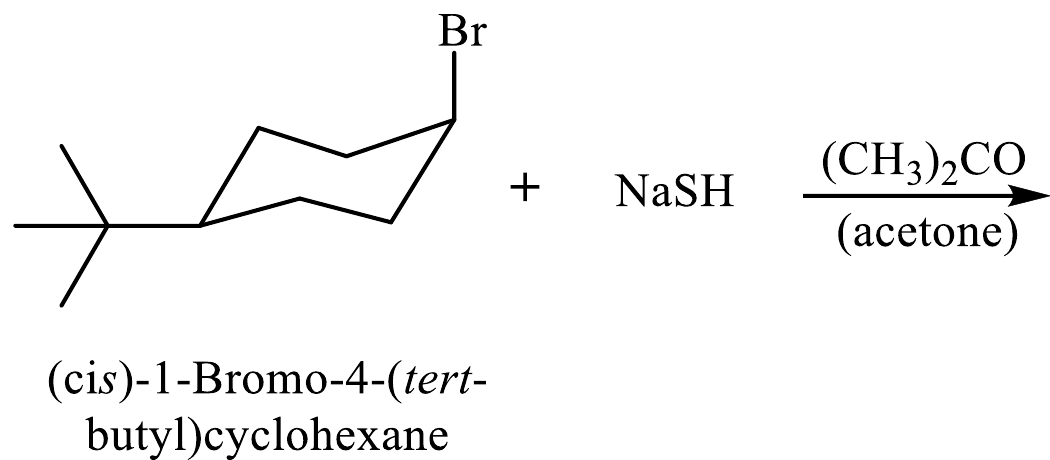 Br
+ NaSH
(CH₃)₂CO
(acetone)
(cis)-1-Bromo-4-(tert-
butyl)cyclohexane